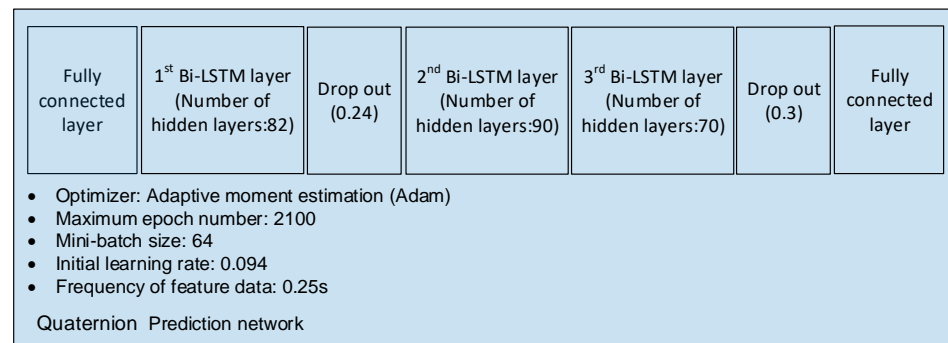 Fully
connected
layer
1st Bi-LSTM layer
(Number of
hidden layers:82)
Drop out
(0.24)
2nd Bi-LSTM layer
(Number of
hidden layers:90)
3rd Bi-LSTM layer
(Number of
hidden layers:70)
Drop out
(0.3)
Fully
connected
layer
• Optimizer: Adaptive moment estimation (Adam)
• Maximum epoch number: 2100
• Mini-batch size: 64
• Initial learning rate: 0.094
• Frequency of feature data: 0.25s
Quaternion Prediction network